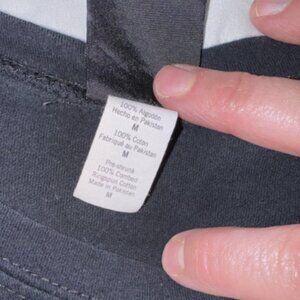 100% Algodón
Hecho en Pakistan
M
100% Coton
Fabriqué au Pakistan
M
Pre-shrunk
100% Combed
Ringspun Cotton
Made in Pakistan
M